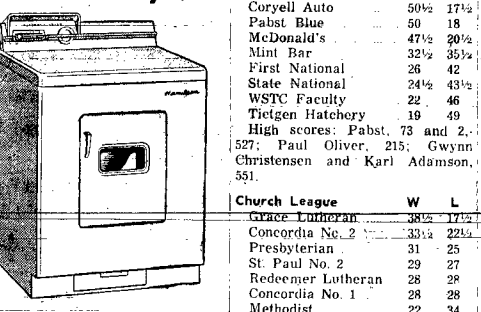 Hamilton
Coryell Auto 50½ 17½
Pabst Blue 50 18
McDonald's 47½ 20½
Mint Bar 32½ 35½
First National 26 42
State National 24½ 43½
WSTC Faculty 22 46
Tietgen Hatchery 19 49
High scores: Pabst, 73 and 2,-
527; Paul Oliver, 215; Gwynn
Christensen and Karl Adamson,
551.
Church League W L
Grace Lutheran 38½ 17½
Concordia No. 2 33½ 22½
Presbyterian 31 25
St. Paul No. 2 29 27
Redeemer Lutheran 28 28
Concordia No. 1 28 28
Methodist 22 34